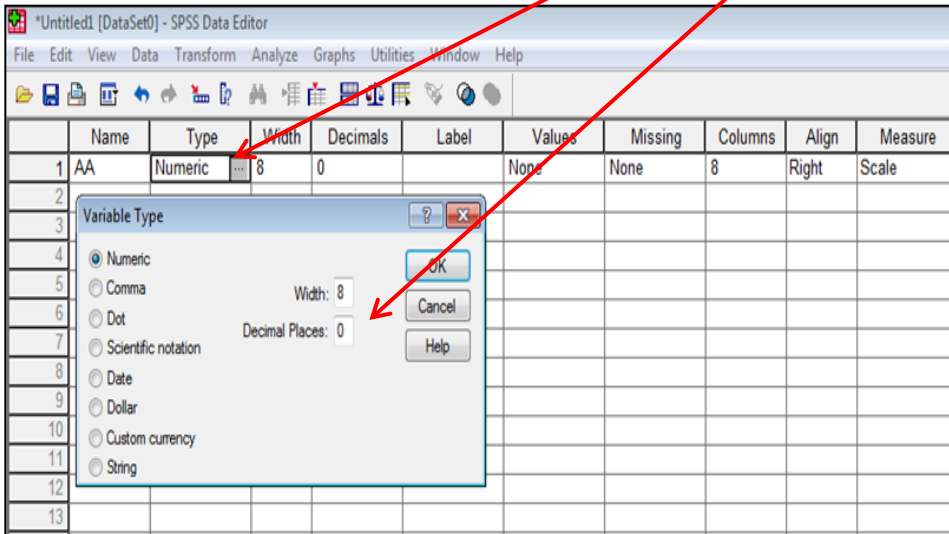 *Untitled1 [DataSet0] - SPSS Data Editor
File Edit View Data Transform Analyze Graphs Utilities Window Help
Name Type Width Decimals Label Values Missing Columns Align Measure
1 AA Numeric ... 8 0 None None 8 Right Scale
2
3
4
5
6
7
8
9
10
11
12
13
Variable Type
Numeric
Comma
Dot
Scientific notation
Date
Dollar
Custom currency
String
Width: 8
Decimal Places: 0
OK
Cancel
Help